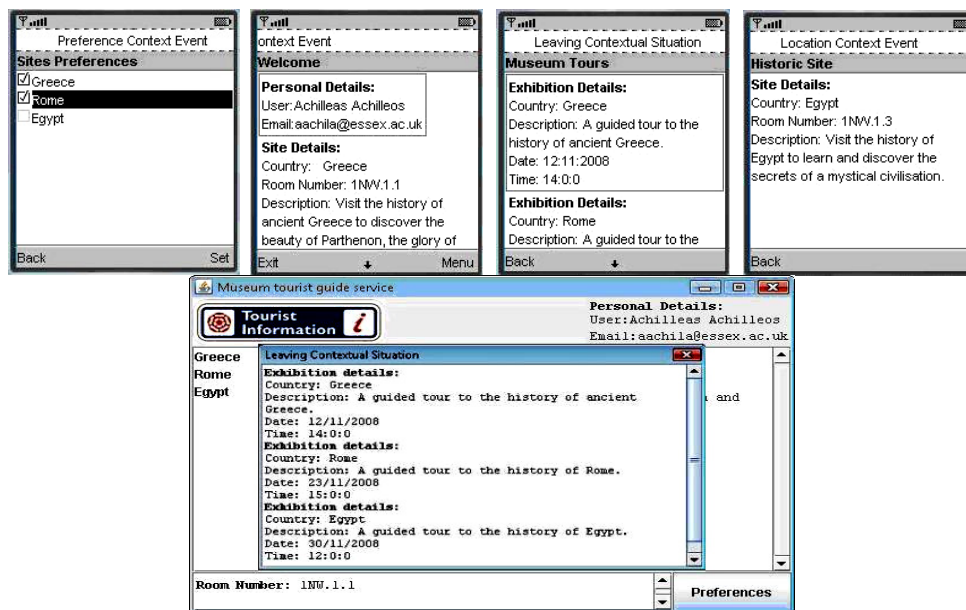 Preference Context Event
Sites Preferences
Greece
Rome
Egypt
Back Set
ontext Event
Welcome
Personal Details:
User:Achilleas Achilleos
Email:aachila@essex.ac.uk
Site Details:
Country: Greece
Room Number: 1NW.1.1
Description: Visit the history of
ancient Greece to discover the
beauty of Parthenon, the glory of
Exit Menu
Leaving Contextual Situation
Museum Tours
Exhibition Details:
Country: Greece
Description: A guided tour to the
history of ancient Greece.
Date: 12:11:2008
Time: 14:0:0
Exhibition Details:
Country: Rome
Description: A guided tour to the
Back
Location Context Event
Historic Site
Site Details:
Country: Egypt
Room Number: 1NW.1.3
Description: Visit the history of
Egypt to learn and discover the
secrets of a mystical civilisation.
Back
Museum tourist guide service
Tourist
Information i
Personal Details:
User:Achilleas Achilleos
Email:aachila@essex.ac.uk
Greece
Rome
Egypt
Leaving Contextual Situation
Exhibition details:
Country: Greece
Description: A guided tour to the history of ancient
Greece.
Date: 12/11/2008
Time: 14:0:0
Exhibition details:
Country: Rome
Description: A guided tour to the history of Rome.
Date: 23/11/2008
Time: 15:0:0
Exhibition details:
Country: Egypt
Description: A guided tour to the history of Egypt.
Date: 30/11/2008
Time: 12:0:0
and
Room Number: 1NW.1.1
Preferences